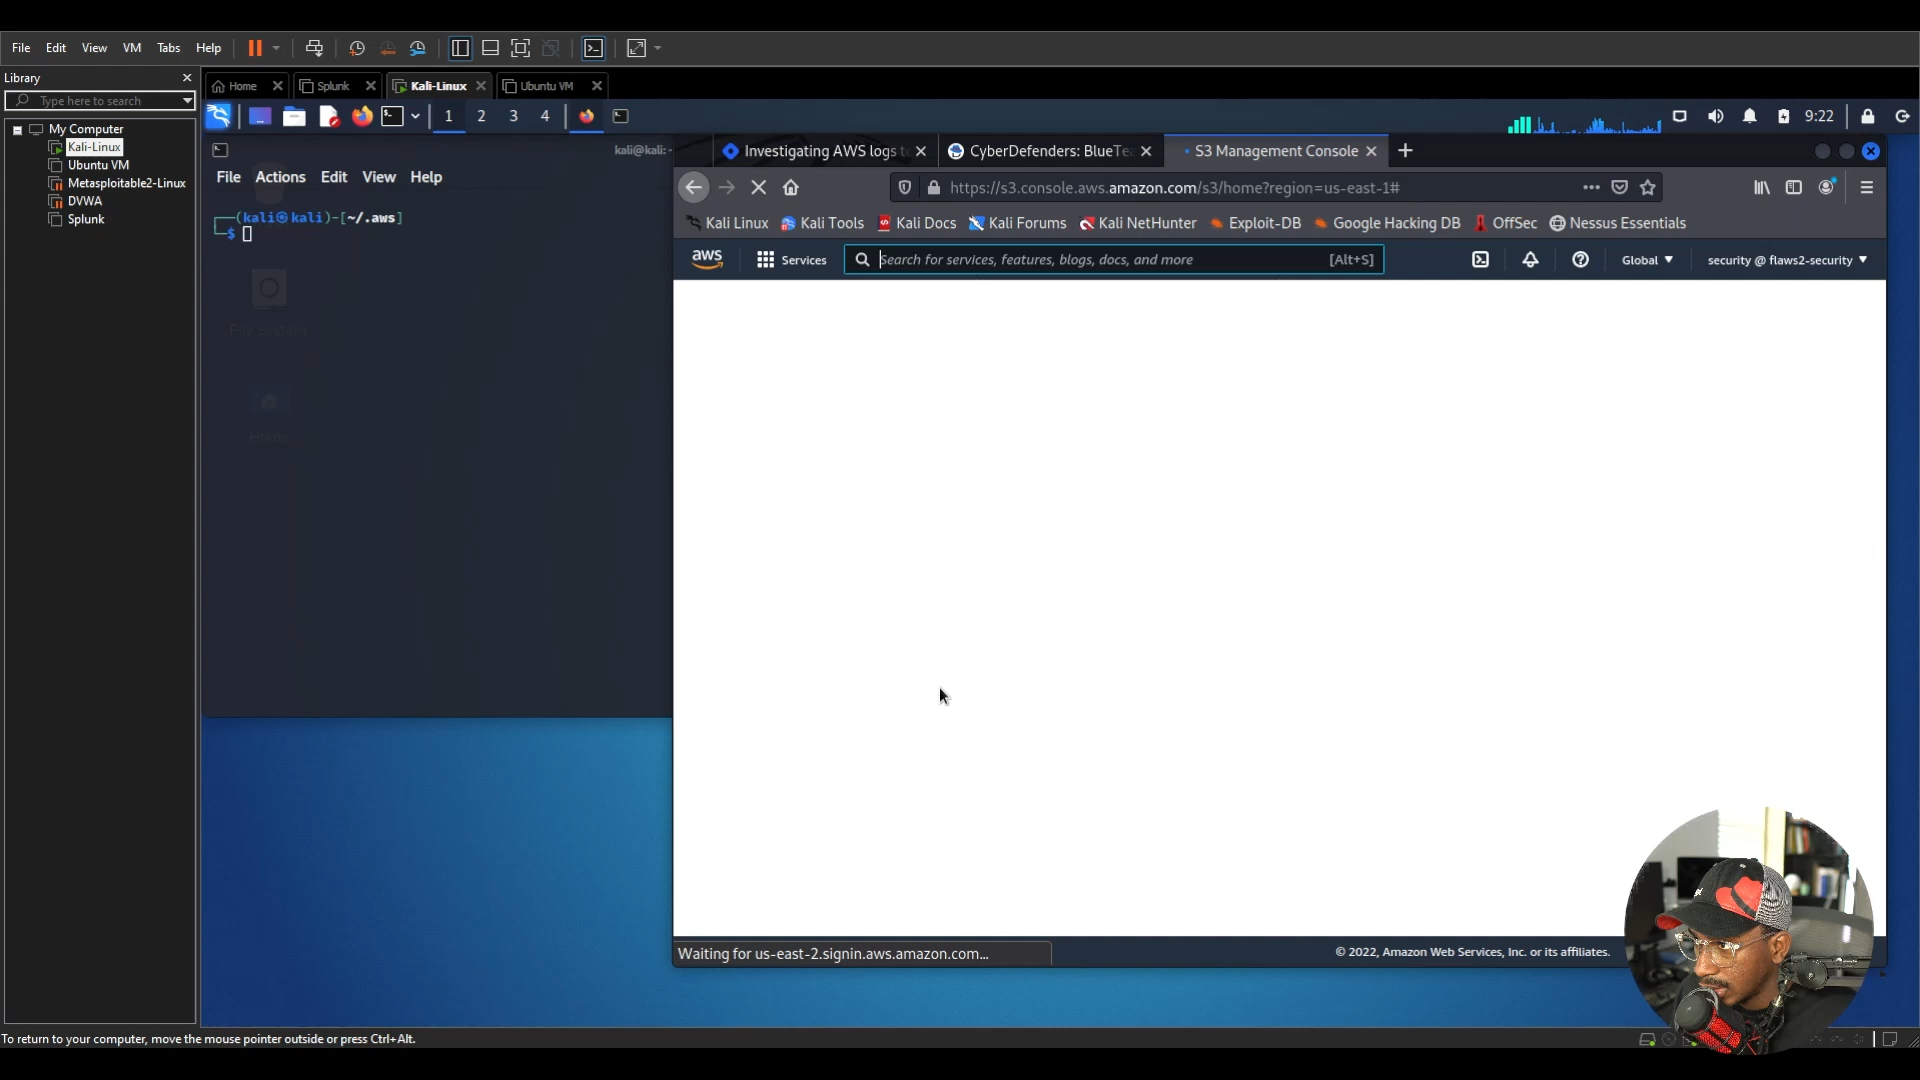 File Edit View VM Tabs Help
Library
Type here to search
My Computer
Kali-Linux
Ubuntu VM
Metasploitable2-Linux
DVWA
Splunk
Home
Splunk
Kali-Linux
Ubuntu VM
1 2 3 4
9:22
kali@kali: ~
File Actions Edit View Help
┌──(kali㉿kali)-[~/.aws]
└─$
File System
Home
Investigating AWS logs t
CyberDefenders: BlueTe
S3 Management Console
https://s3.console.aws.amazon.com/s3/home?region=us-east-1#
Kali Linux Kali Tools Kali Docs Kali Forums Kali NetHunter Exploit-DB Google Hacking DB OffSec Nessus Essentials
aws Services Search for services, features, blogs, docs, and more [Alt+S] Global security @ flaws2-security
Waiting for us-east-2.signin.aws.amazon.com...
© 2022, Amazon Web Services, Inc. or its affiliates.
To return to your computer, move the mouse pointer outside or press Ctrl+Alt.